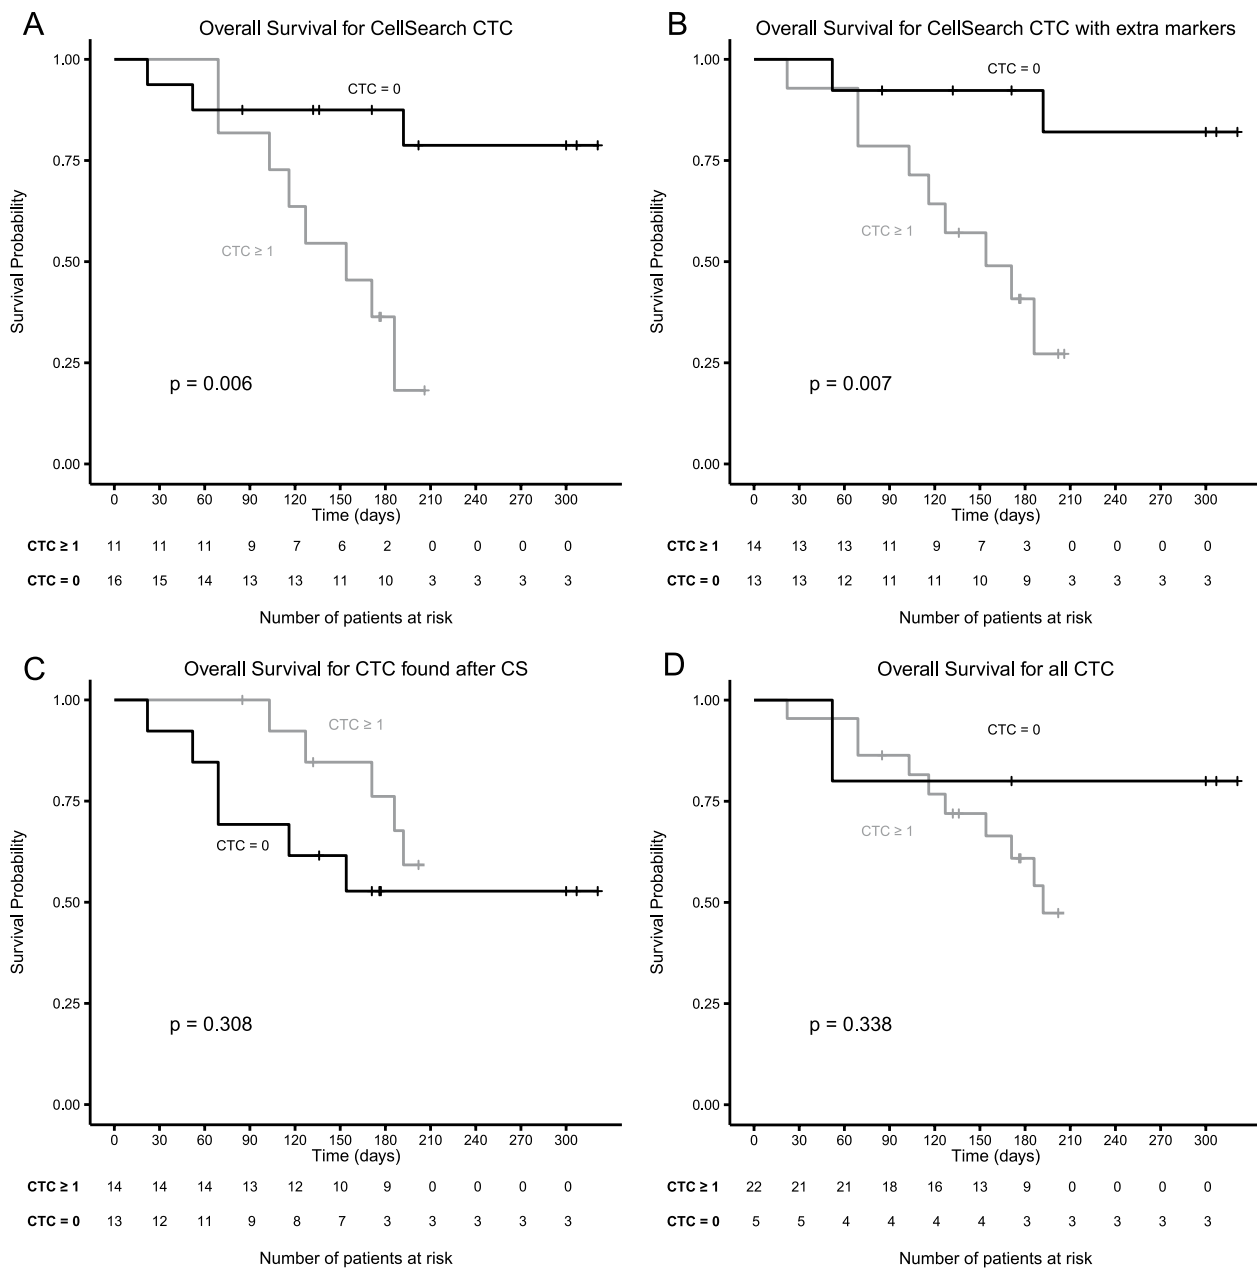 A
Overall Survival for CellSearch CTC
1.00
0.75
0.50
0.25
0.00
Survival Probability
CTC = 0
CTC ≥ 1
p = 0.006
0 30 60 90 120 150 180 210 240 270 300
Time (days)
CTC ≥ 1 11 11 11 9 7 6 2 0 0 0 0
CTC = 0 16 15 14 13 13 11 10 3 3 3 3
Number of patients at risk
B
Overall Survival for CellSearch CTC with extra markers
1.00
0.75
0.50
0.25
0.00
Survival Probability
CTC = 0
CTC ≥ 1
p = 0.007
0 30 60 90 120 150 180 210 240 270 300
Time (days)
CTC ≥ 1 14 13 13 11 9 7 3 0 0 0 0
CTC = 0 13 13 12 11 11 10 9 3 3 3 3
Number of patients at risk
C
Overall Survival for CTC found after CS
1.00
0.75
0.50
0.25
0.00
Survival Probability
CTC ≥ 1
CTC = 0
p = 0.308
0 30 60 90 120 150 180 210 240 270 300
Time (days)
CTC ≥ 1 14 14 14 13 12 10 9 0 0 0 0
CTC = 0 13 12 11 9 8 7 3 3 3 3 3
Number of patients at risk
D
Overall Survival for all CTC
1.00
0.75
0.50
0.25
0.00
Survival Probability
CTC = 0
CTC ≥ 1
p = 0.338
0 30 60 90 120 150 180 210 240 270 300
Time (days)
CTC ≥ 1 22 21 21 18 16 13 9 0 0 0 0
CTC = 0 5 5 4 4 4 4 3 3 3 3 3
Number of patients at risk